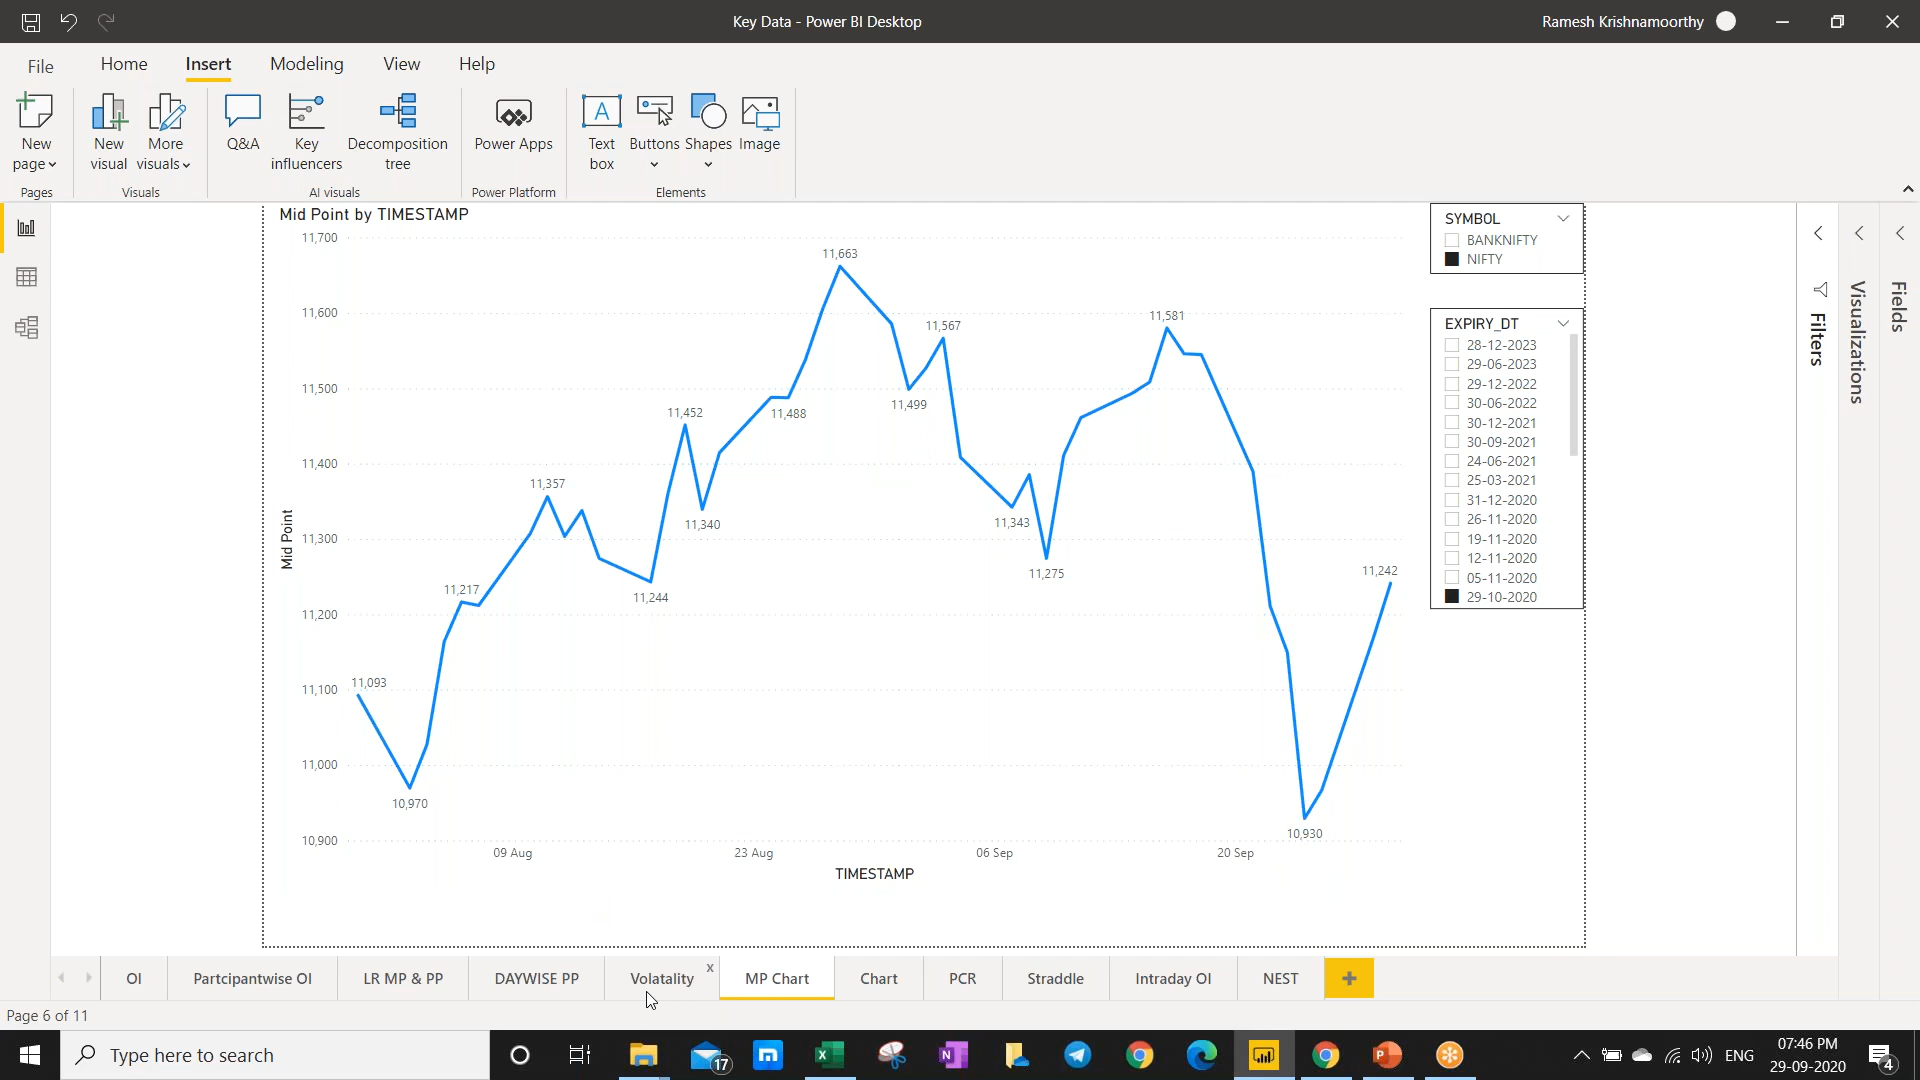 Key Data - Power BI Desktop
Ramesh Krishnamoorthy
File
Home
Insert
Modeling
View
Help
New page
New visual
More visuals
Q&A
Key influencers
Decomposition tree
Power Apps
Text box
Buttons
Shapes
Image
Pages
Visuals
AI visuals
Power Platform
Elements
Mid Point by TIMESTAMP
11,700
11,600
11,500
11,400
11,300
11,200
11,100
11,000
10,900
Mid Point
11,093
10,970
11,217
11,357
11,244
11,452
11,340
11,488
11,663
11,499
11,567
11,343
11,275
11,581
10,930
11,242
09 Aug
23 Aug
06 Sep
20 Sep
TIMESTAMP
SYMBOL
BANKNIFTY
NIFTY
EXPIRY_DT
28-12-2023
29-06-2023
29-12-2022
30-06-2022
30-12-2021
30-09-2021
24-06-2021
25-03-2021
31-12-2020
26-11-2020
19-11-2020
12-11-2020
05-11-2020
29-10-2020
Filters
Visualizations
Fields
OI
Partcipantwise OI
LR MP & PP
DAYWISE PP
Volatality
x
MP Chart
Chart
PCR
Straddle
Intraday OI
NEST
+
Page 6 of 11
Type here to search
17
ENG
07:46 PM
29-09-2020
4